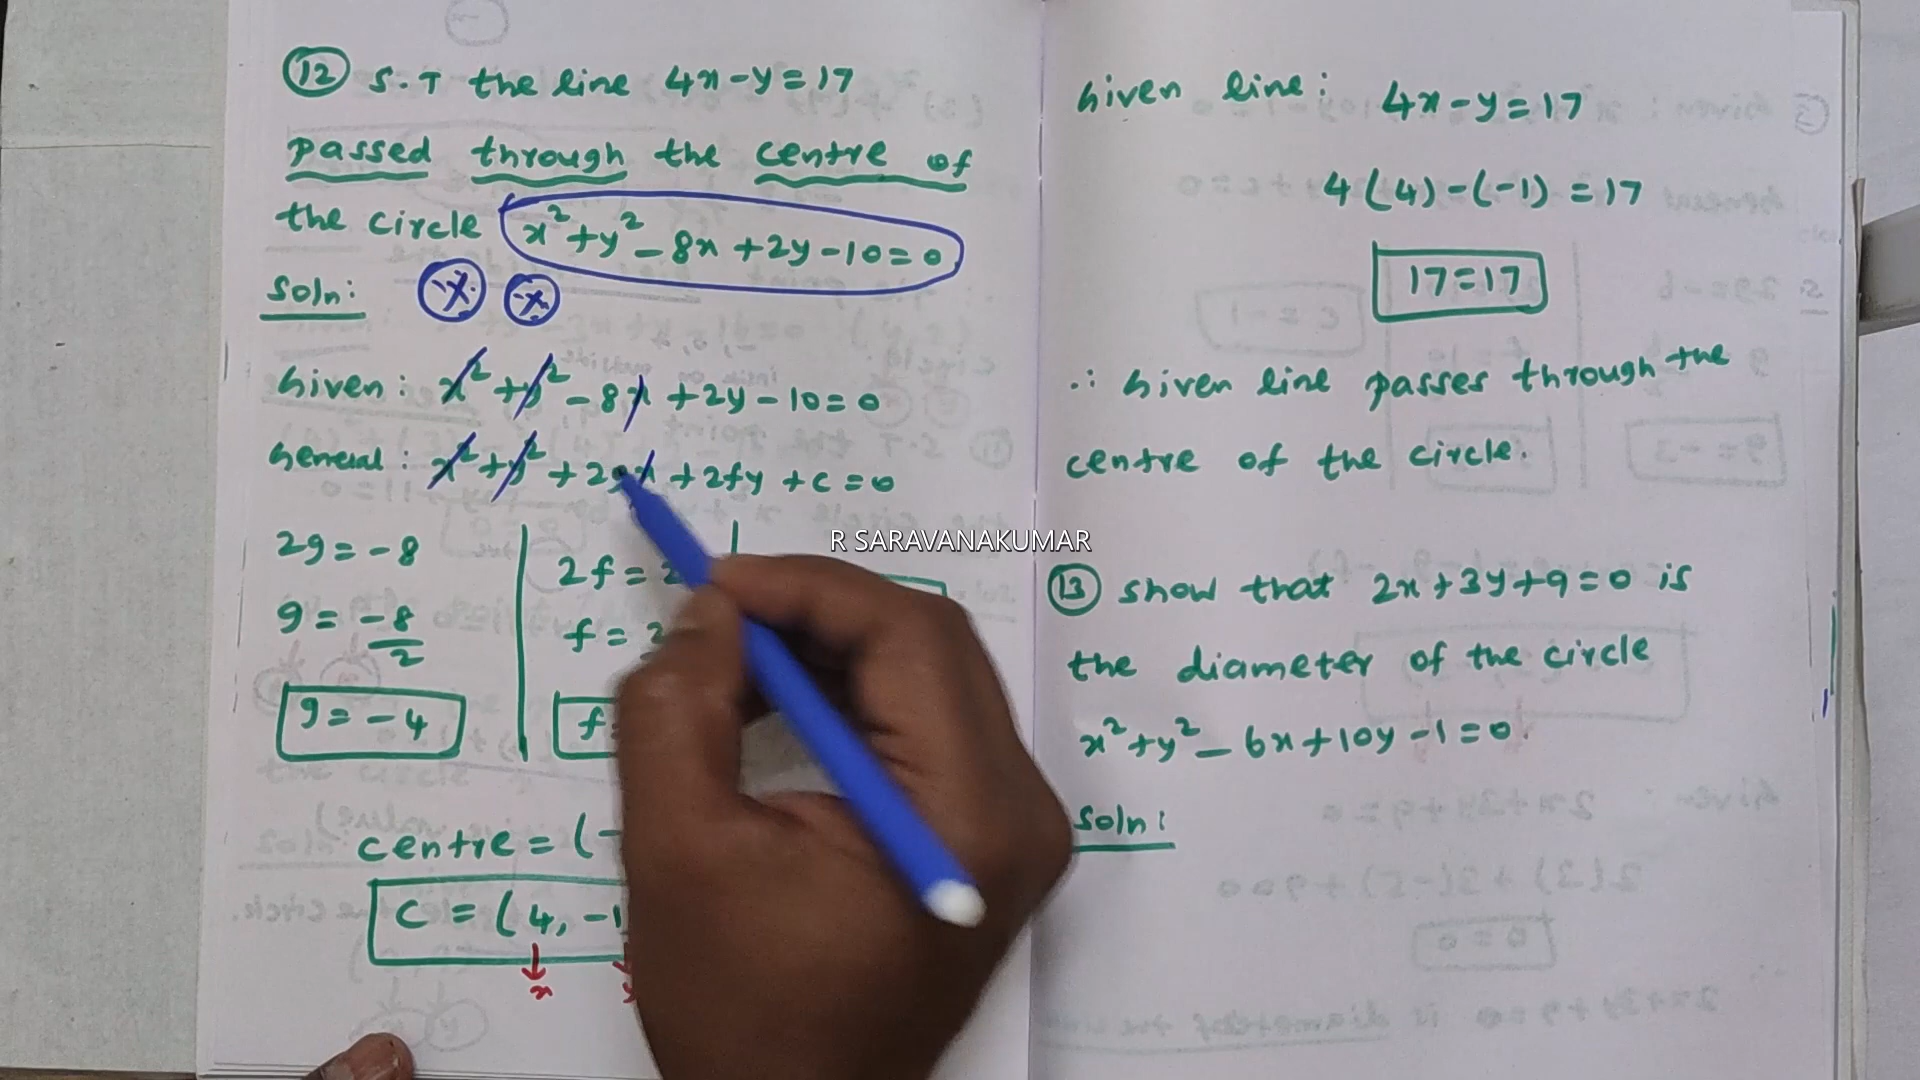 12 S.T the line 4x-y=17
passed through the centre of
the circle x²+y²-8x+2y-10=0
Soln:
Given: x²+y²-8x+2y-10=0
General: x²+y²+2gx+2fy+c=0
2g=-8
g=-8/2
g=-4
2f=2
f=2
f=
centre=(-
C=(4,-1
x
y
Given line: 4x-y=17
4(4)-(-1)=17
17=17
∴ Given line passes through the
centre of the circle.
R SARAVANAKUMAR
13 show that 2x+3y+9=0 is
the diameter of the circle
x²+y²-6x+10y-1=0.
Soln: